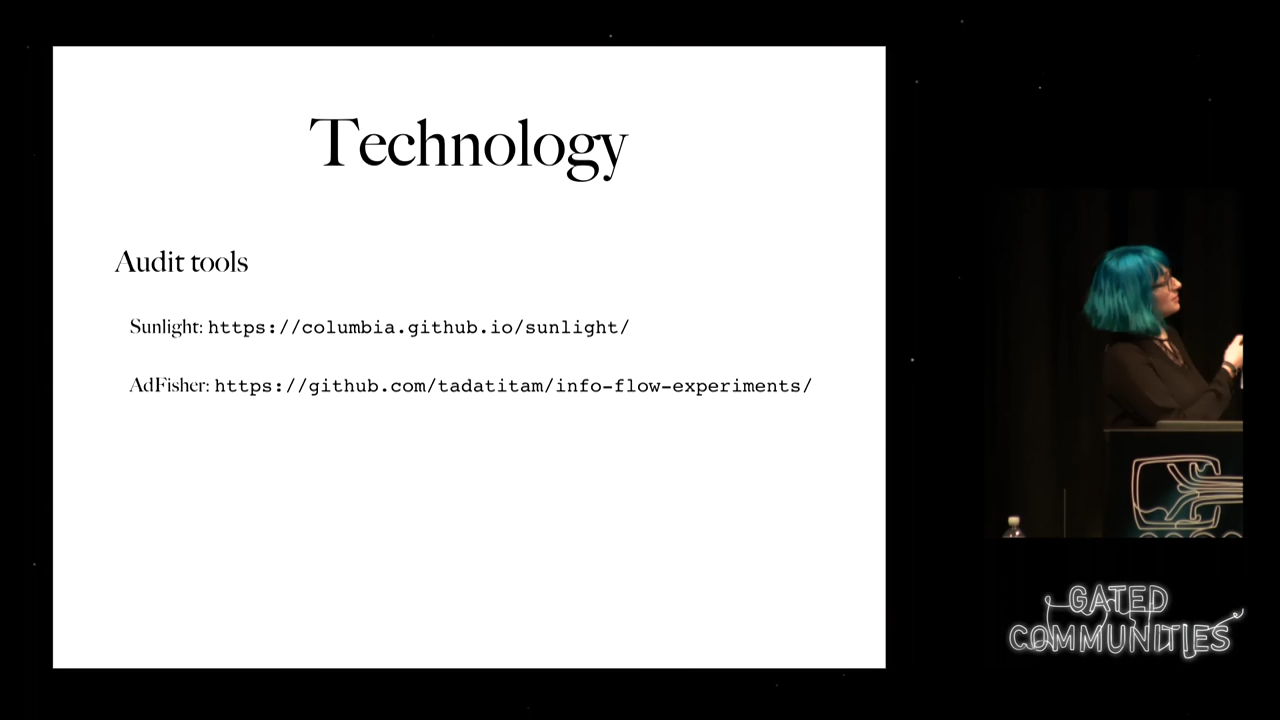 Technology
Audit tools
Sunlight: https://columbia.github.io/sunlight/
AdFisher: https://github.com/tadatitam/info-flow-experiments/
GATED
COMMUNITIES